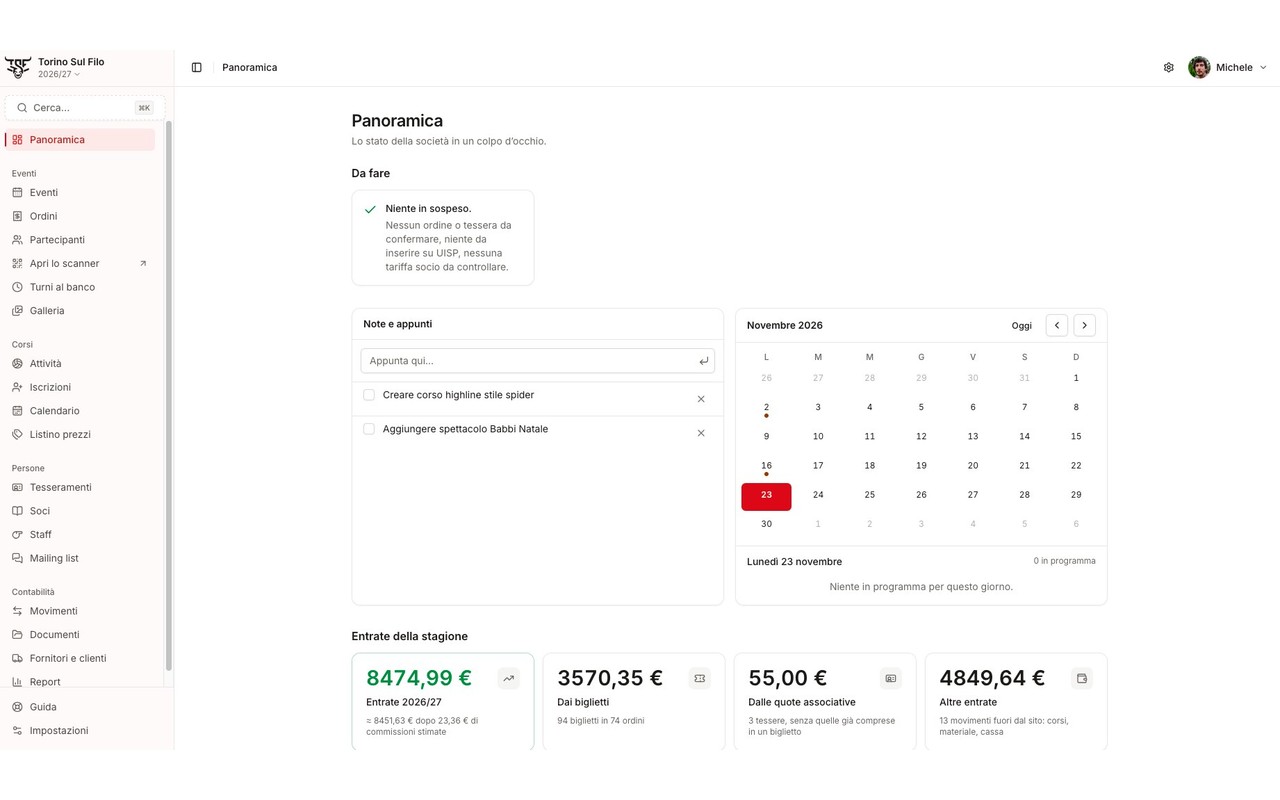 TSF
Torino Sul Filo
2026/27
Cerca...
⌘K
Panoramica
Eventi
Eventi
Ordini
Partecipanti
Apri lo scanner
Turni al banco
Galleria
Corsi
Attività
Iscrizioni
Calendario
Listino prezzi
Persone
Tesseramenti
Soci
Staff
Mailing list
Contabilità
Movimenti
Documenti
Fornitori e clienti
Report
Guida
Impostazioni
Panoramica
Michele
Panoramica
Lo stato della società in un colpo d'occhio.
Da fare
Niente in sospeso.
Nessun ordine o tessera da
confermare, niente da
inserire su UISP, nessuna
tariffa socio da controllare.
Note e appunti
Appunta qui...
Creare corso highline stile spider
Aggiungere spettacolo Babbi Natale
Novembre 2026
Oggi
L M M G V S D
26 27 28 29 30 31 1
2 3 4 5 6 7 8
9 10 11 12 13 14 15
16 17 18 19 20 21 22
23 24 25 26 27 28 29
30 1 2 3 4 5 6
Lunedì 23 novembre
0 in programma
Niente in programma per questo giorno.
Entrate della stagione
8474,99 €
Entrate 2026/27
≈ 8451,63 € dopo 23,36 € di
commissioni stimate
3570,35 €
Dai biglietti
94 biglietti in 74 ordini
55,00 €
Dalle quote associative
3 tessere, senza quelle già comprese
in un biglietto
4849,64 €
Altre entrate
13 movimenti fuori dal sito: corsi,
materiale, cassa